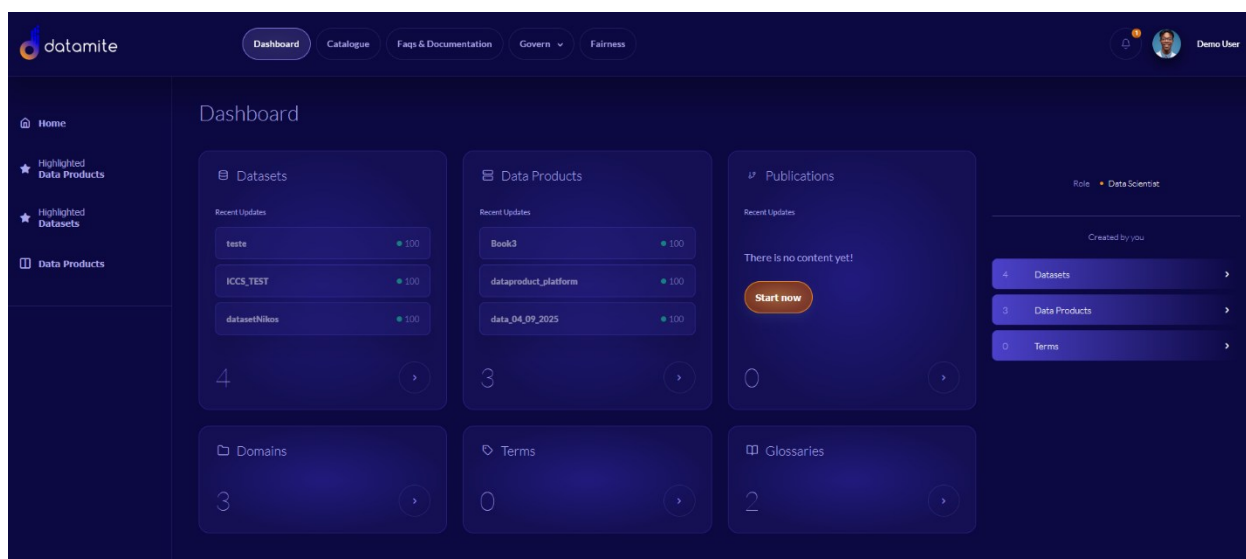 datamite
Dashboard
Catalogue
Faqs & Documentation
Govern
Fairness
1
Demo User
Home
Highlighted
Data Products
Highlighted
Datasets
Data Products
Dashboard
Datasets
Recent Updates
teste 100
ICCS_TEST 100
datasetNikos 100
4
Data Products
Recent Updates
Book3 100
dataproduct_platform 100
data_04_09_2025 100
3
Publications
Recent Updates
There is no content yet!
Start now
0
Role • Data Scientist
Created by you
4 Datasets
3 Data Products
0 Terms
Domains
3
Terms
0
Glossaries
2